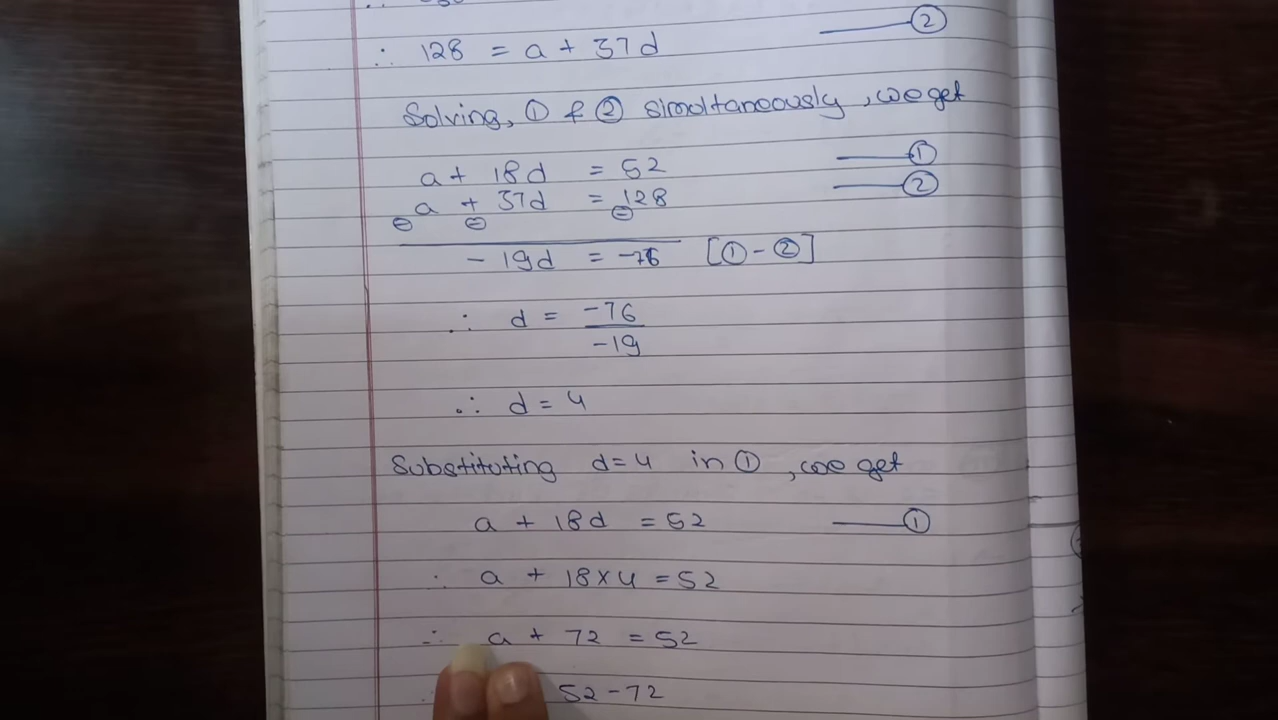 ②
∴ 128 = a + 37d
Solving, ① & ② simultaneously, we get
a + 18d = 52 ①
a + 37d = 128 ②
⊖ ⊖ ⊖
- 19d = -76 [① - ②]
∴ d = -76
-19
∴ d = 4
Substituting d=4 in ①, we get
a + 18d = 52 ①
∴ a + 18×4 = 52
∴ a + 72 = 52
52 - 72